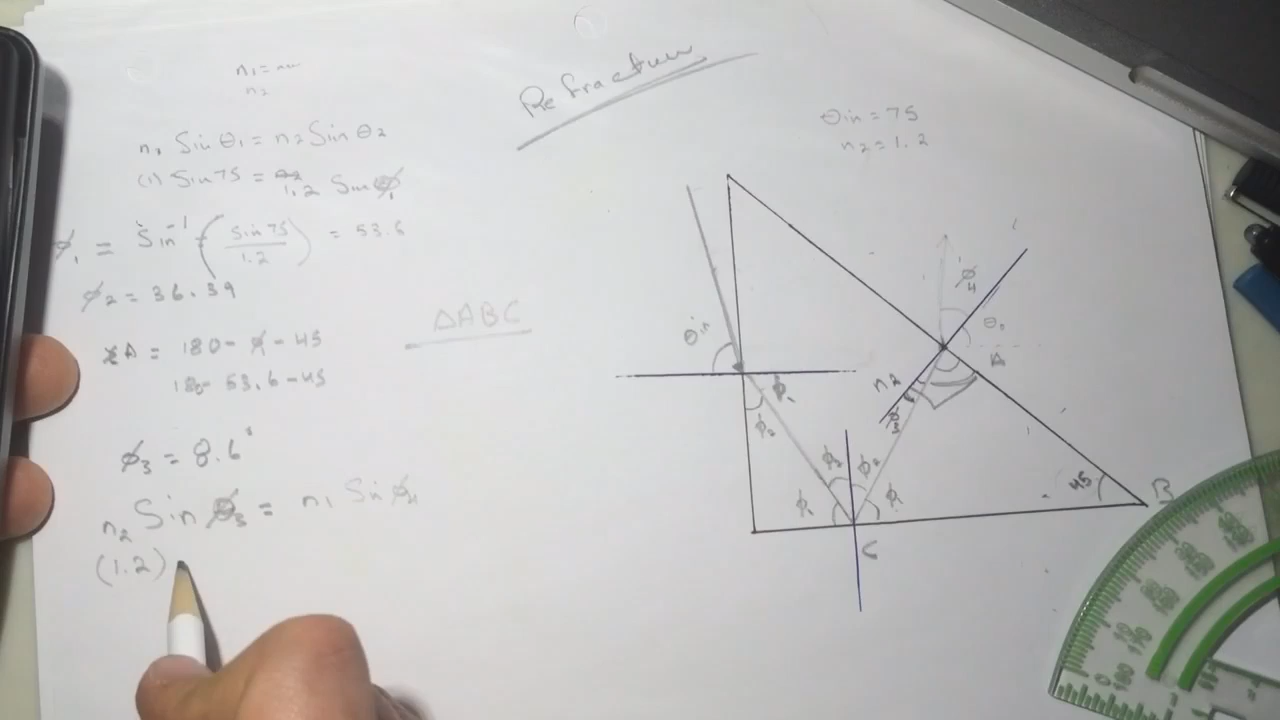 Refraction
n₁ = air
n₂
n₁ Sin θ₁ = n₂ Sin θ₂
(1) Sin 75 = 1.2 Sin ϕ₁
ϕ₁ = Sin⁻¹ (Sin 75 / 1.2) = 53.6
ϕ₂ = 36.39
∠A = 180 - ϕ₁ - 45
180 - 53.6 - 45
ϕ₃ = 8.6°
n₂ Sin ϕ₃ = n₁ Sin ϕ₄
(1.2)
ΔABC
θin = 75
n₂ = 1.2
ϕ₄
θin
θ₀
A
n2
ϕ₁
ϕ₃
ϕ₂
ϕ₂ ϕ₂
45
B
ϕ₁ ϕ₁
C